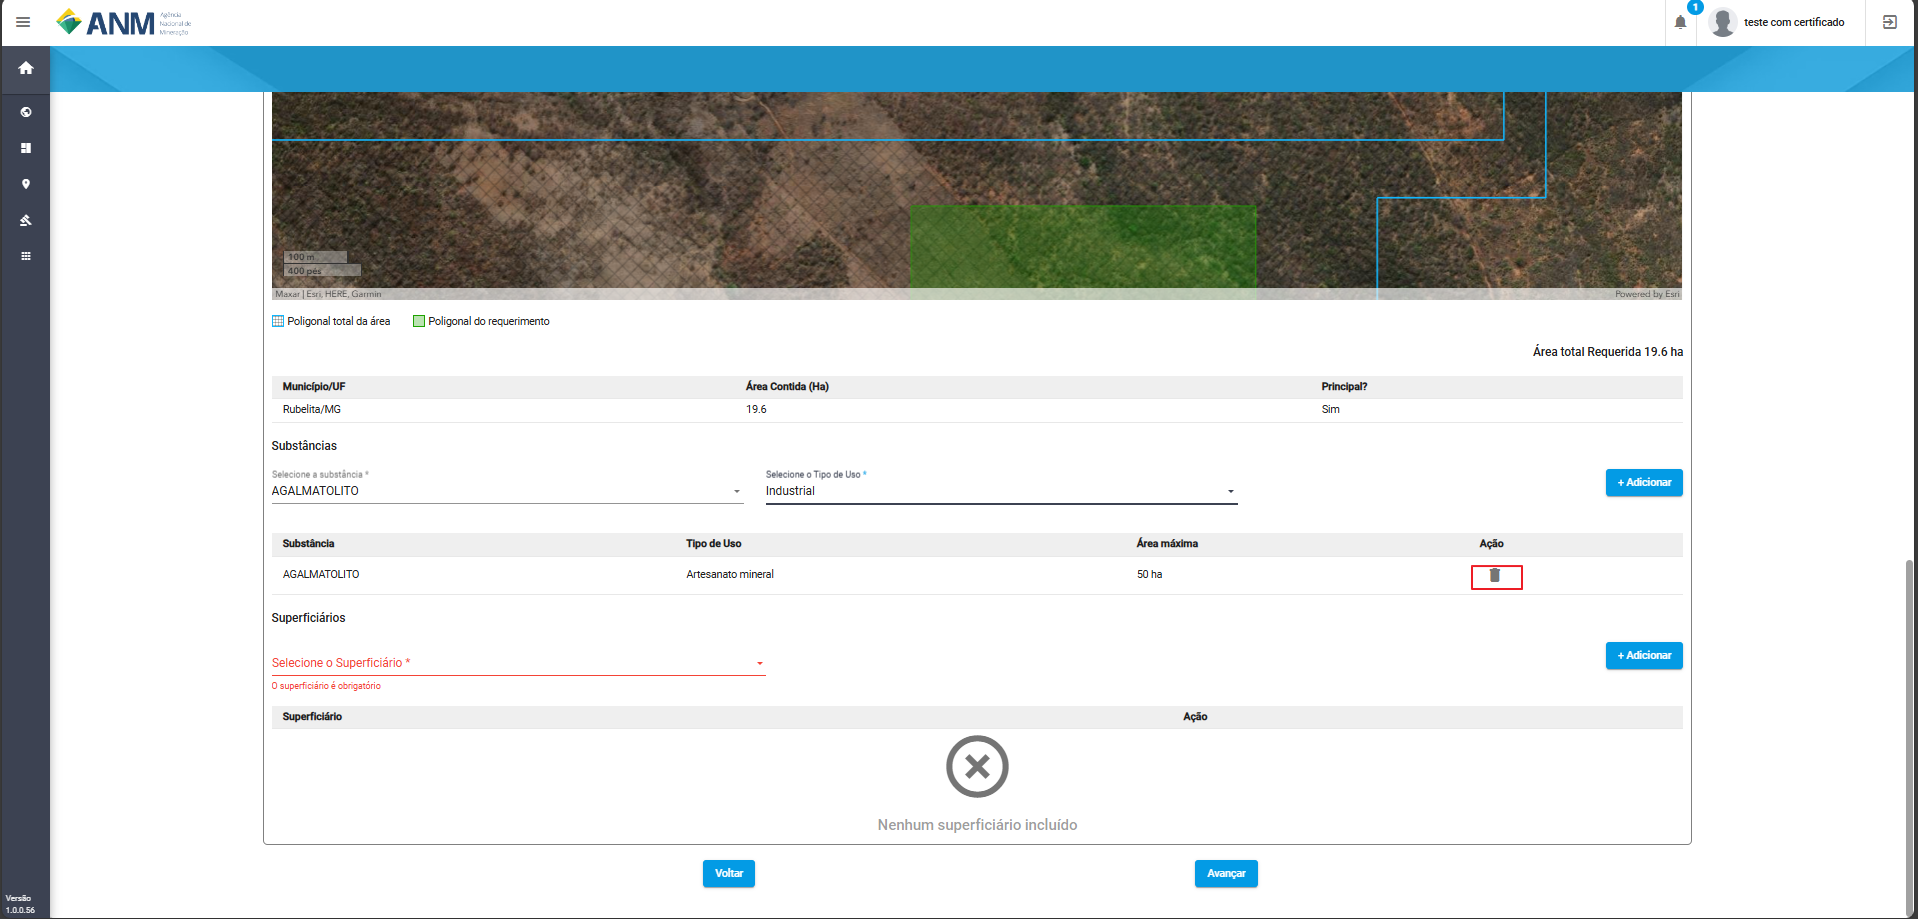 ANM Agência Nacional de Mineração
1
teste com certificado
100 m
400 pés
Maxar | Esri, HERE, Garmin
Powered by Esri
Poligonal total da área
Poligonal do requerimento
Área total Requerida 19.6 ha
Município/UF Área Contida (Ha) Principal?
Rubelita/MG 19.6 Sim
Substâncias
Selecione a substância * Selecione o Tipo de Uso *
AGALMATOLITO Industrial
+ Adicionar
Substância Tipo de Uso Área máxima Ação
AGALMATOLITO Artesanato mineral 50 ha
Superficiários
Selecione o Superficiário *
+ Adicionar
O superficiário é obrigatório
Superficiário Ação
Nenhum superficiário incluído
Voltar Avançar
Versão
1.0.0.56